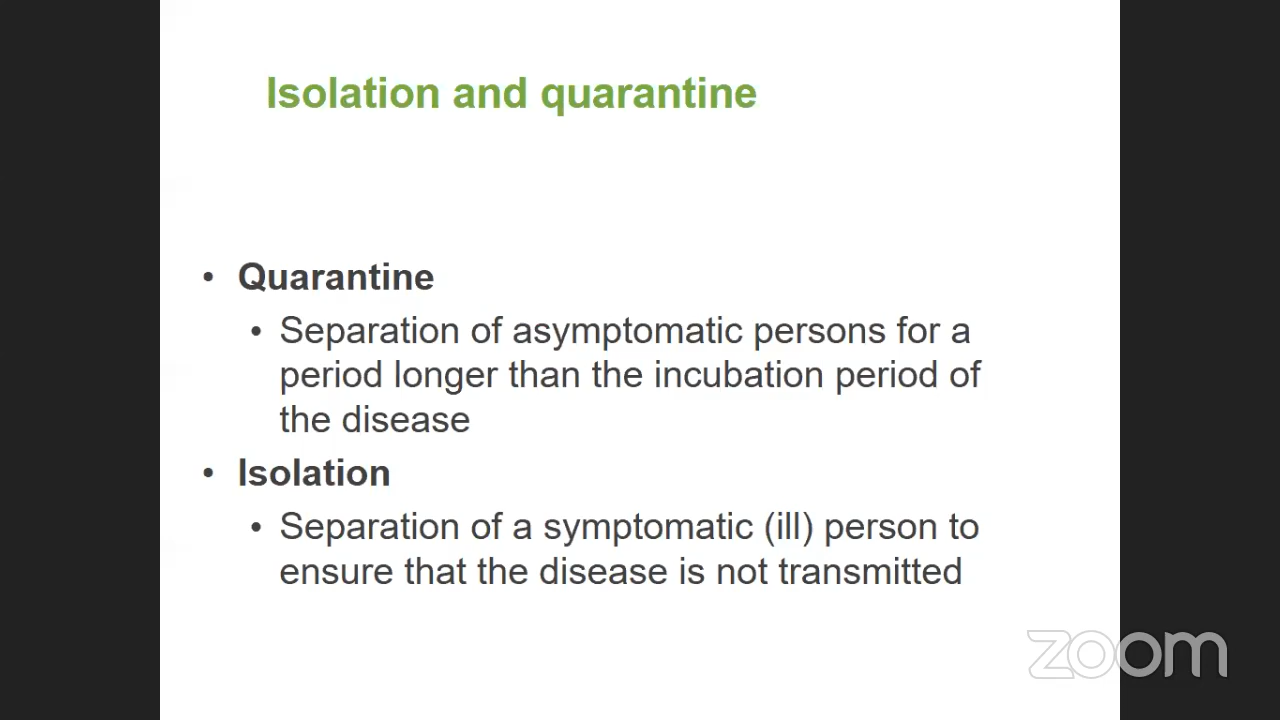 Isolation and quarantine
• Quarantine
• Separation of asymptomatic persons for a
period longer than the incubation period of
the disease
• Isolation
• Separation of a symptomatic (ill) person to
ensure that the disease is not transmitted
zoom